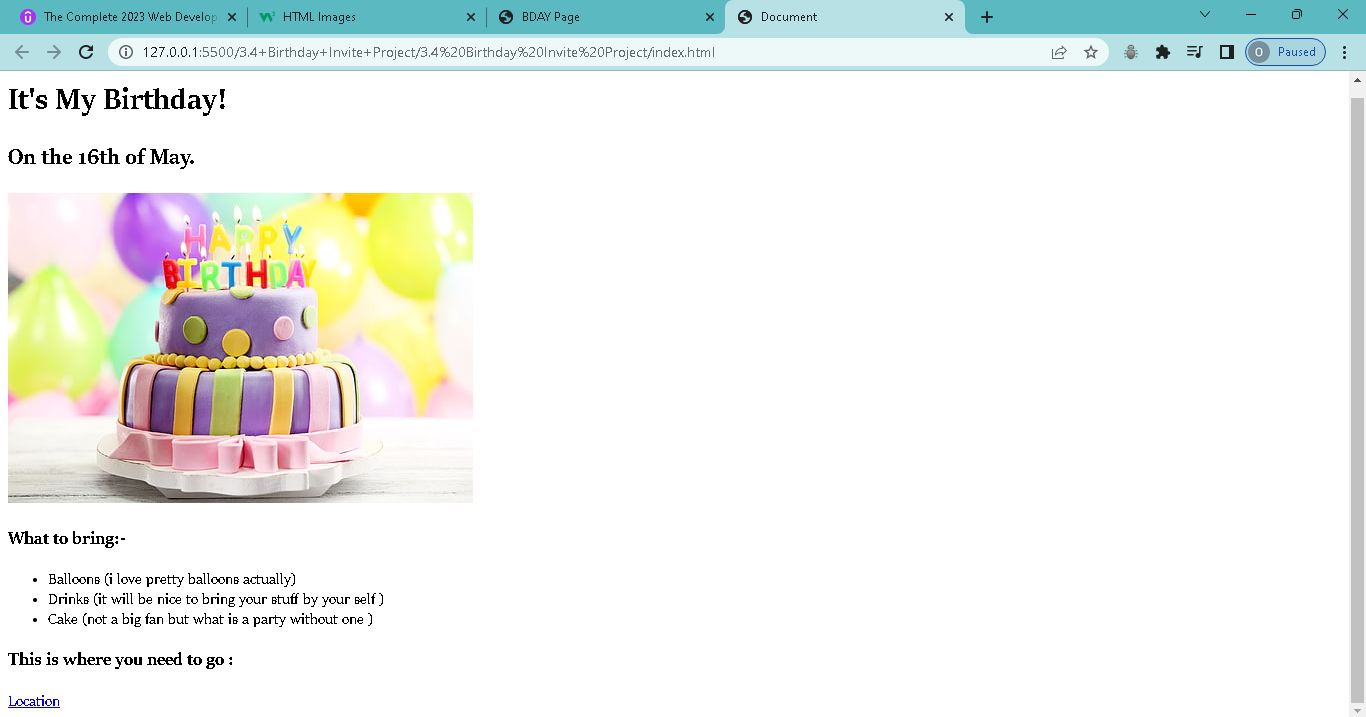 The Complete 2023 Web Develop
HTML Images
BDAY Page
Document
127.0.0.1:5500/3.4+Birthday+Invite+Project/3.4%20Birthday%20Invite%20Project/index.html
O Paused
It's My Birthday!
On the 16th of May.
HAPPY
BIRTHDAY
What to bring:-
• Balloons (i love pretty balloons actually)
• Drinks (it will be nice to bring your stuff by your self )
• Cake (not a big fan but what is a party without one )
This is where you need to go :
Location